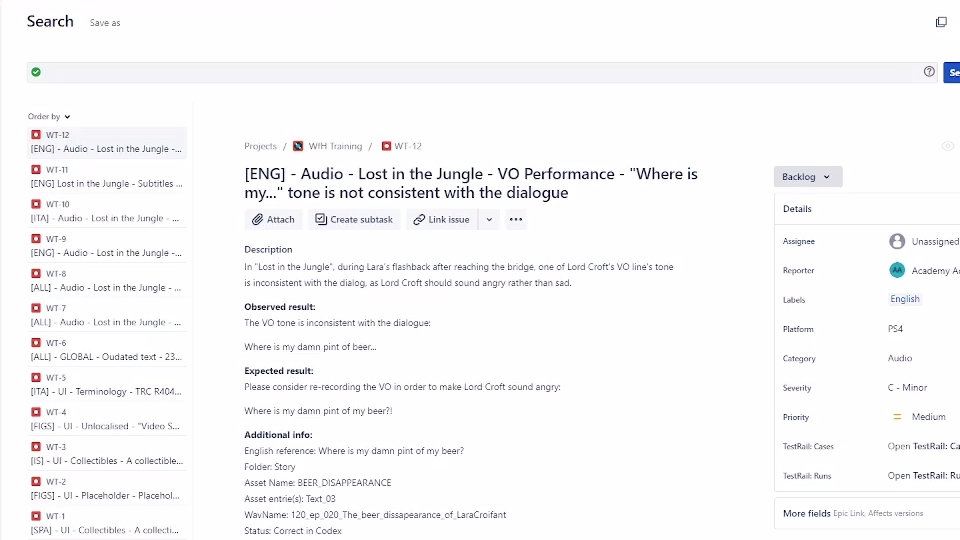 Search
Save as
Se
Order by
WT-12
[ENG] - Audio - Lost in the Jungle -...
WT-11
[ENG] Lost in the Jungle - Subtitles ...
WT-10
[ITA] - Audio - Lost in the Jungle - ...
WT-9
[ENG] - Audio - Lost in the Jungle -...
WT-8
[ALL] - Audio - Lost in the Jungle - ...
WT-7
[ALL] - Audio - Lost in the Jungle - ...
WT-6
[ALL] - GLOBAL - Oudated text - 23...
WT-5
[ITA] - UI - Terminology - TRC R404...
WT-4
[FIGS] - UI - Unlocalised - "Video S...
WT-3
[IS] - UI - Collectibles - A collectible...
WT-2
[FIGS] - UI - Placeholder - Placehol...
WT-1
[SPA] - UI - Collectibles - A collecti...
Projects / WfH Training / WT-12
[ENG] - Audio - Lost in the Jungle - VO Performance - "Where is
my..." tone is not consistent with the dialogue
Attach Create subtask Link issue
Description
In "Lost in the Jungle", during Lara's flashback after reaching the bridge, one of Lord Croft's VO line's tone
is inconsistent with the dialog, as Lord Croft should sound angry rather than sad.
Observed result:
The VO tone is inconsistent with the dialogue:
Where is my damn pint of beer...
Expected result:
Please consider re-recording the VO in order to make Lord Croft sound angry:
Where is my damn pint of my beer?!
Additional info:
English reference: Where is my damn pint of my beer?
Folder: Story
Asset Name: BEER_DISAPPEARANCE
Asset entrie(s): Text_03
WavName: 120_ep_020_The_beer_dissapearance_of_LaraCroifant
Status: Correct in Codex
Backlog
Details
Assignee Unassigned
Reporter AA Academy Ac
Labels English
Platform PS4
Category Audio
Severity C - Minor
Priority Medium
TestRail: Cases Open TestRail: Ca
TestRail: Runs Open TestRail: Ru
More fields Epic Link, Affects versions